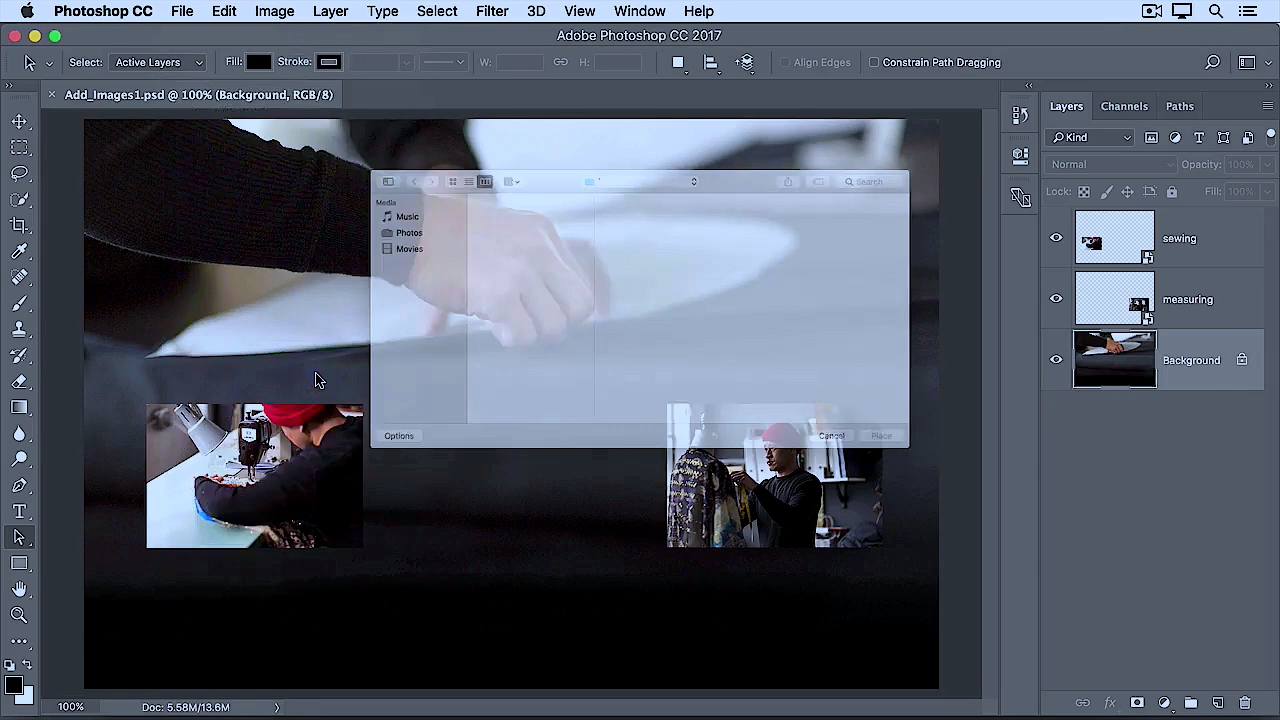 Photoshop CC File Edit Image Layer Type Select Filter 3D View Window Help
Adobe Photoshop CC 2017
Select: Active Layers Fill: Stroke: W: H: Align Edges Constrain Path Dragging
× Add_Images1.psd @ 100% (Background, RGB/8)
Layers Channels Paths
Kind
Normal Opacity: 100%
Lock: Fill: 100%
Search
Media
Music
Photos
Movies
Options Cancel Place
sewing
measuring
Background
100% Doc: 5.58M/13.6M